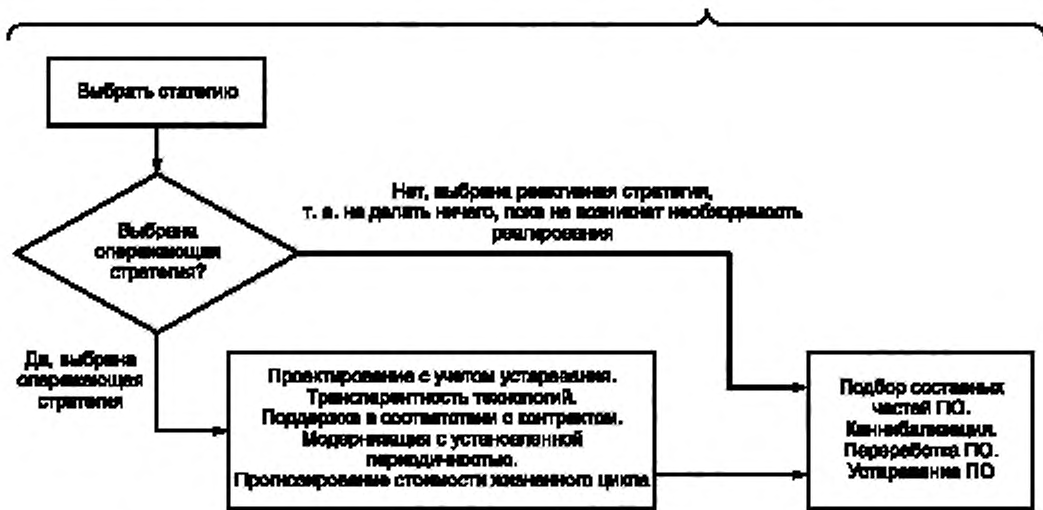 Выбрать статегию
Нет, выбрана реактивная стратегия,
т. е. не делать ничего, пока не возникнет необходимость
реагирования
Выбрана
опережающая
стратегия?
Да, выбрана
опережающая
стратегия
Проектирование с учетом устаревания.
Транспарентность технологий.
Поддержка в соответствии с контрактом.
Модернизация с установленной
периодичностью.
Прогнозирование стоимости жизненного цикла
Подбор составных
частей ПО.
Каннибализация.
Переработка ПО.
Устаревание ПО